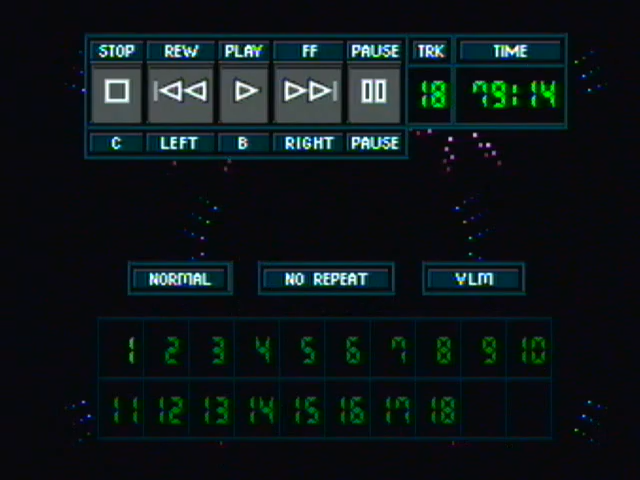 STOP REW PLAY FF PAUSE TRK TIME
18 79:14
C LEFT B RIGHT PAUSE
NORMAL NO REPEAT VLM
1 2 3 4 5 6 7 8 9 10
11 12 13 14 15 16 17 18